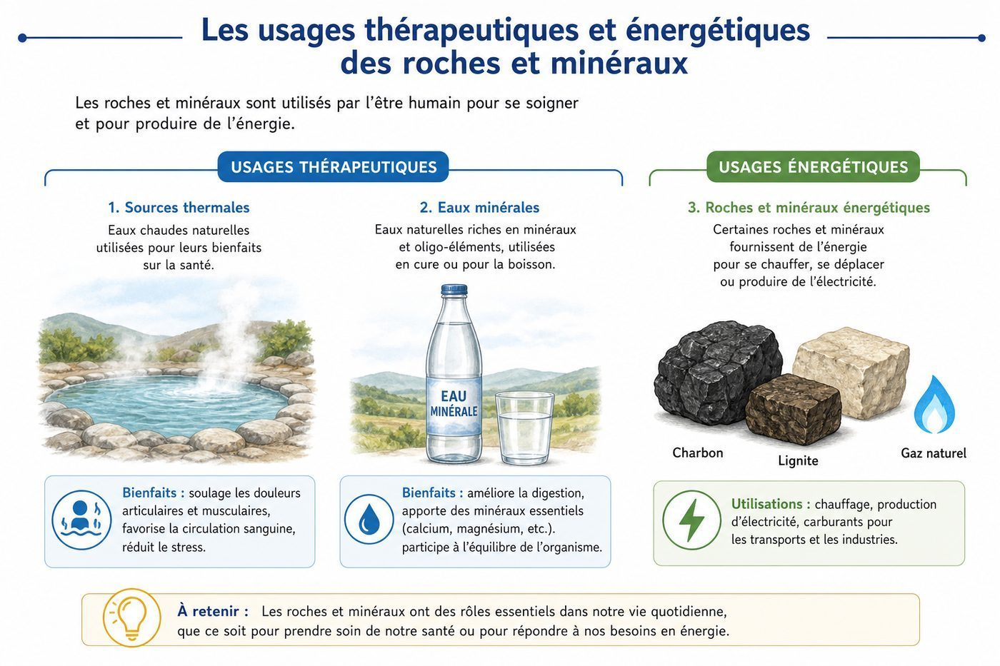 Les usages thérapeutiques et énergétiques
des roches et minéraux
Les roches et minéraux sont utilisés par l'être humain pour se soigner
et pour produire de l'énergie.
USAGES THÉRAPEUTIQUES
1. Sources thermales
Eaux chaudes naturelles
utilisées pour leurs bienfaits
sur la santé.
Bienfaits : soulage les douleurs
articulaires et musculaires,
favorise la circulation sanguine,
réduit le stress.
2. Eaux minérales
Eaux naturelles riches en minéraux
et oligo-éléments, utilisées
en cure ou pour la boisson.
EAU
MINÉRALE
Bienfaits : améliore la digestion,
apporte des minéraux essentiels
(calcium, magnésium, etc.).
participe à l'équilibre de l'organisme.
USAGES ÉNERGÉTIQUES
3. Roches et minéraux énergétiques
Certaines roches et minéraux
fournissent de l'énergie
pour se chauffer, se déplacer
ou produire de l'électricité.
Charbon
Lignite
Gaz naturel
Utilisations : chauffage, production
d'électricité, carburants pour
les transports et les industries.
À retenir : Les roches et minéraux ont des rôles essentiels dans notre vie quotidienne,
que ce soit pour prendre soin de notre santé ou pour répondre à nos besoins en énergie.